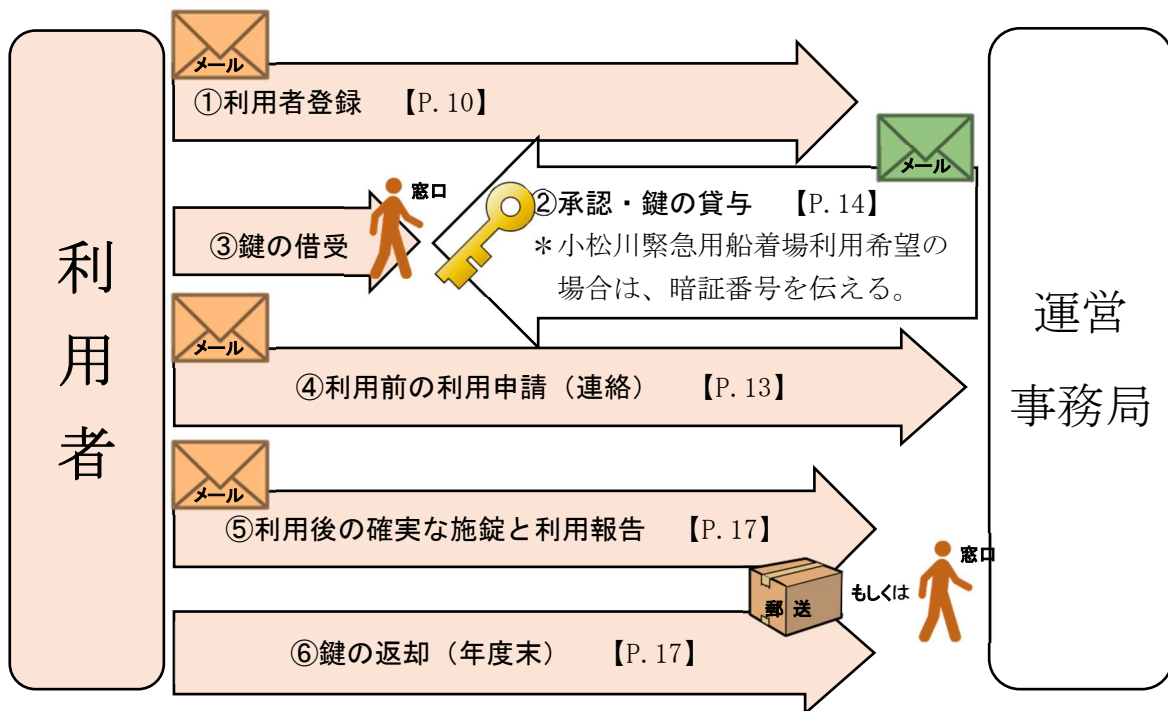 利用者
メール
①利用者登録 【P. 10】
メール
②承認・鍵の貸与 【P. 14】
＊小松川緊急用船着場利用希望の
場合は、暗証番号を伝える。
窓口
③鍵の借受
メール
④利用前の利用申請（連絡） 【P. 13】
メール
⑤利用後の確実な施錠と利用報告 【P. 17】
郵送
もしくは
窓口
⑥鍵の返却（年度末） 【P. 17】
運営
事務局